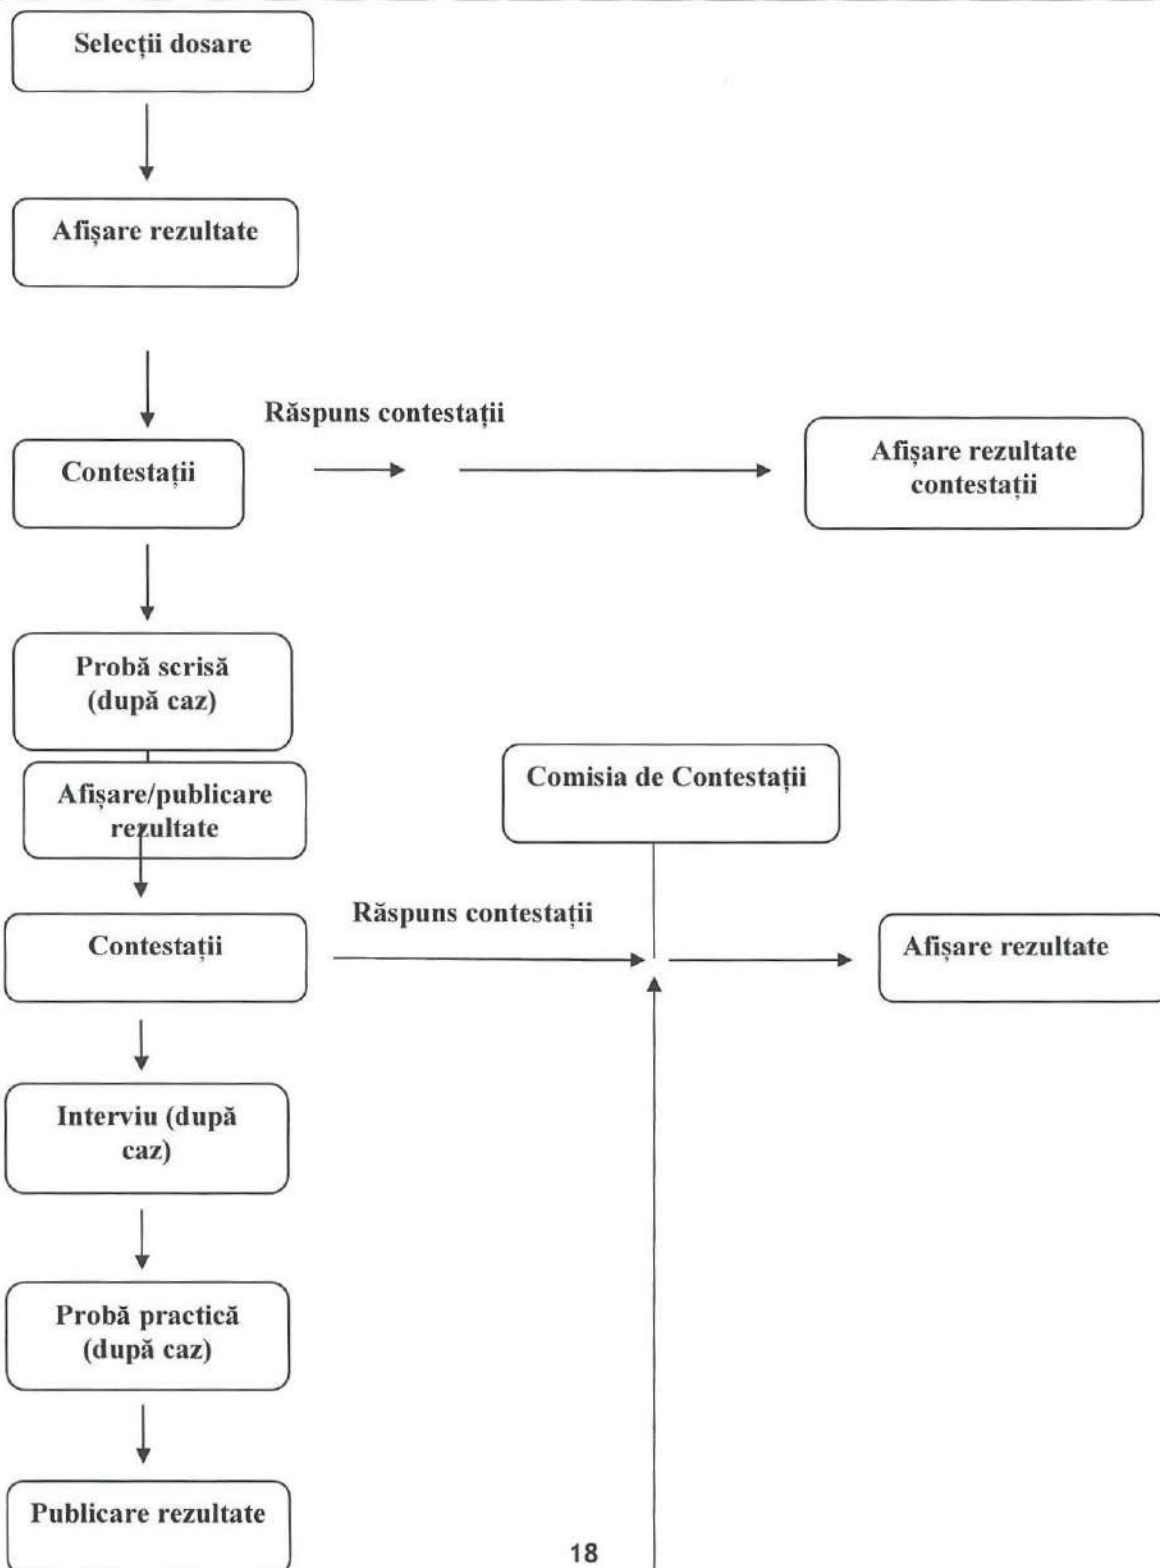 Selecții dosare
Afișare rezultate
Răspuns contestații
Contestații
Afișare rezultate
contestații
Probă scrisă
(după caz)
Afișare/publicare
rezultate
Comisia de Contestații
Răspuns contestații
Contestații
Afișare rezultate
Interviu (după
caz)
Probă practică
(după caz)
Publicare rezultate
18